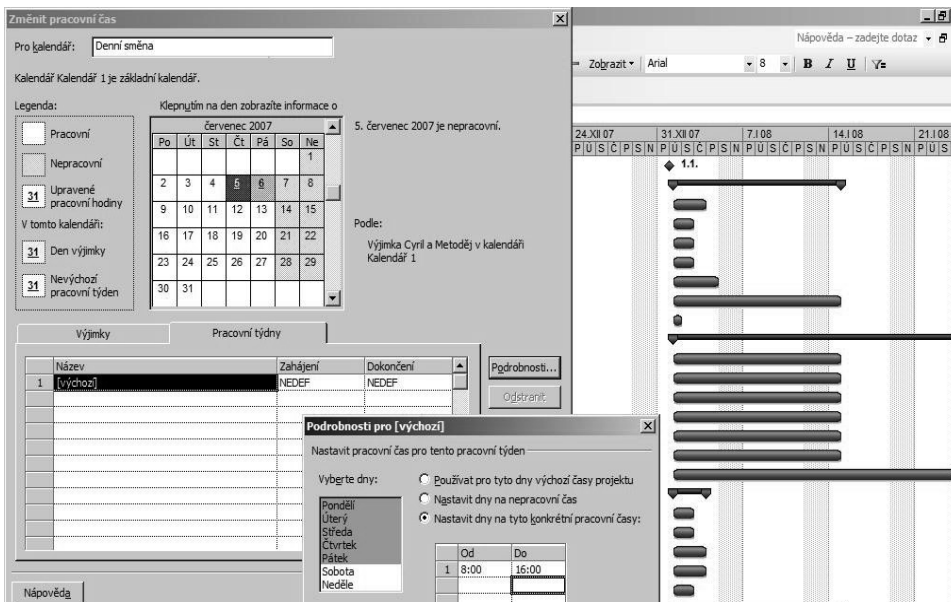 Změnit pracovní čas
Pro kalendář: Denní směna
Kalendář Kalendář 1 je základní kalendář.
Legenda:
Pracovní
Nepracovní
31 Upravené
pracovní hodiny
V tomto kalendáři:
31 Den výjimky
31 Nevýchozí
pracovní týden
Klepnutím na den zobrazíte informace o
červenec 2007
Po Út St Čt Pá So Ne
1
2 3 4 5 6 7 8
9 10 11 12 13 14 15
16 17 18 19 20 21 22
23 24 25 26 27 28 29
30 31
5. červenec 2007 je nepracovní.
Podle:
Výjimka Cyril a Metoděj v kalendáři
Kalendář 1
Výjimky Pracovní týdny
Název Zahájení Dokončení
1 [výchozí] NEDEF NEDEF
Podrobnosti...
Odstranit
Nápověda
Podrobnosti pro [výchozí]
Nastavit pracovní čas pro tento pracovní týden
Vyberte dny:
Pondělí
Úterý
Středa
Čtvrtek
Pátek
Sobota
Neděle
Používat pro tyto dny výchozí časy projektu
Nastavit dny na nepracovní čas
Nastavit dny na tyto konkrétní pracovní časy:
Od Do
1 8:00 16:00
Nápověda – zadejte dotaz
Zobrazit Arial 8 B I U
24.XII 07 31.XII 07 7.I 08 14.I 08 21.I 08
P Ú S Č P S N P Ú S Č P S N P Ú S Č P S N P Ú S Č P S N P Ú S
1.1.